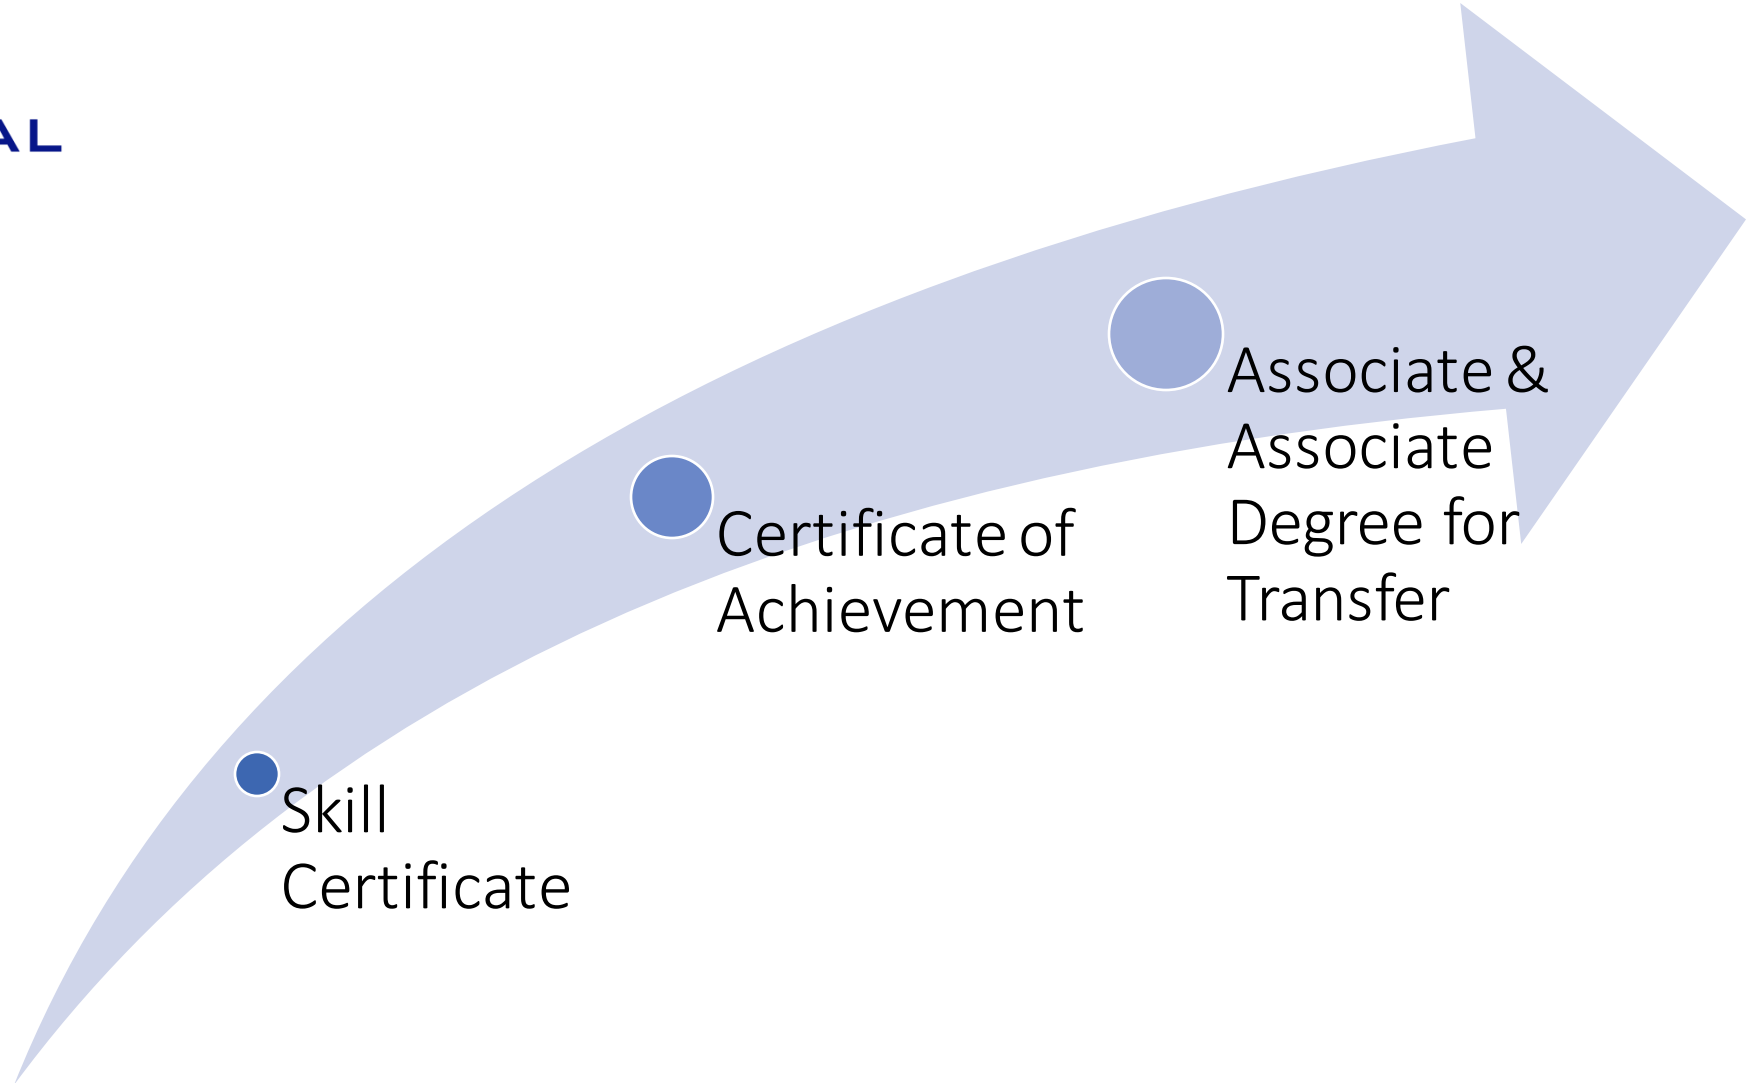 AL
Associate &
Associate
Degree for
Transfer
Certificate of
Achievement
Skill
Certificate